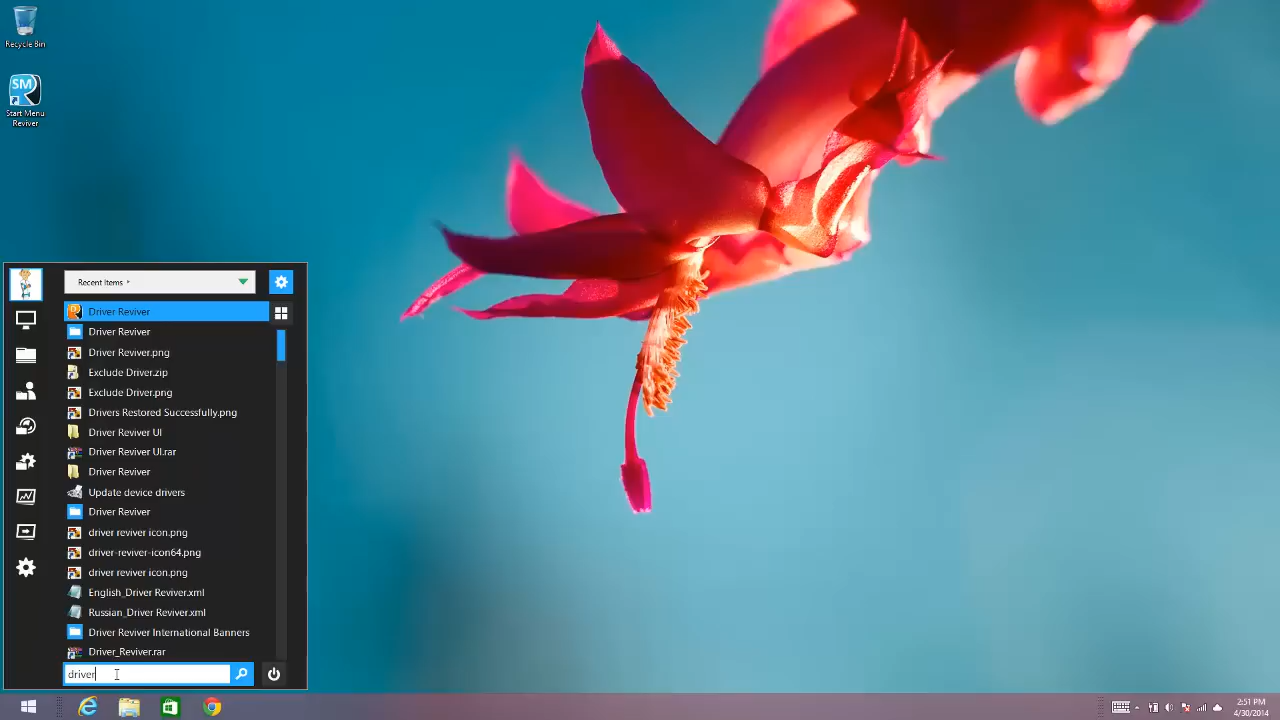 Recycle Bin
SM
Start Menu
Reviver
Recent Items
Driver Reviver
Driver Reviver
Driver Reviver.png
Exclude Driver.zip
Exclude Driver.png
Drivers Restored Successfully.png
Driver Reviver UI
Driver Reviver UI.rar
Driver Reviver
Update device drivers
Driver Reviver
driver reviver icon.png
driver-reviver-icon64.png
driver reviver icon.png
English_Driver Reviver.xml
Russian_Driver Reviver.xml
Driver Reviver International Banners
Driver_Reviver.rar
driver
2:51 PM
4/30/2014